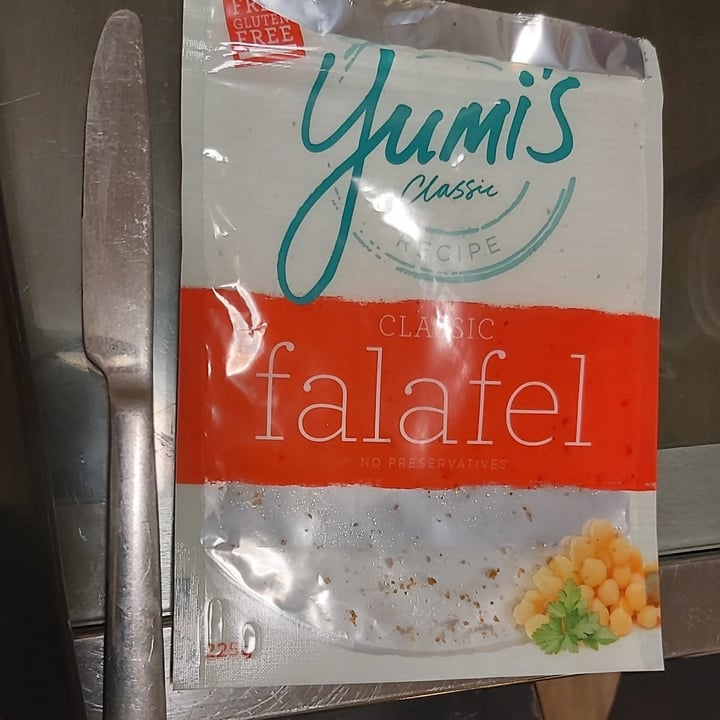 GLUTEN
FREE
Yumi's
Classic
RECIPE
CLASSIC
falafel
NO PRESERVATIVES
225g